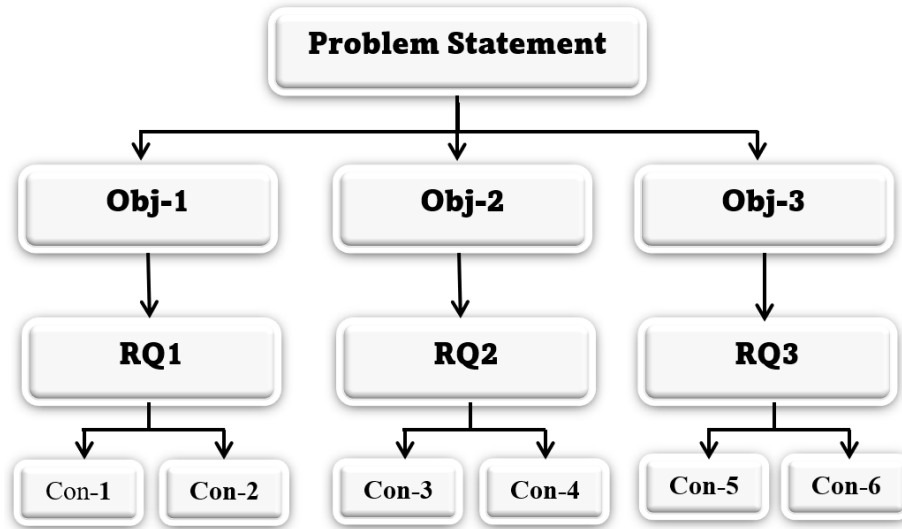 Problem Statement
Obj-1
Obj-2
Obj-3
RQ1
RQ2
RQ3
Con-1
Con-2
Con-3
Con-4
Con-5
Con-6